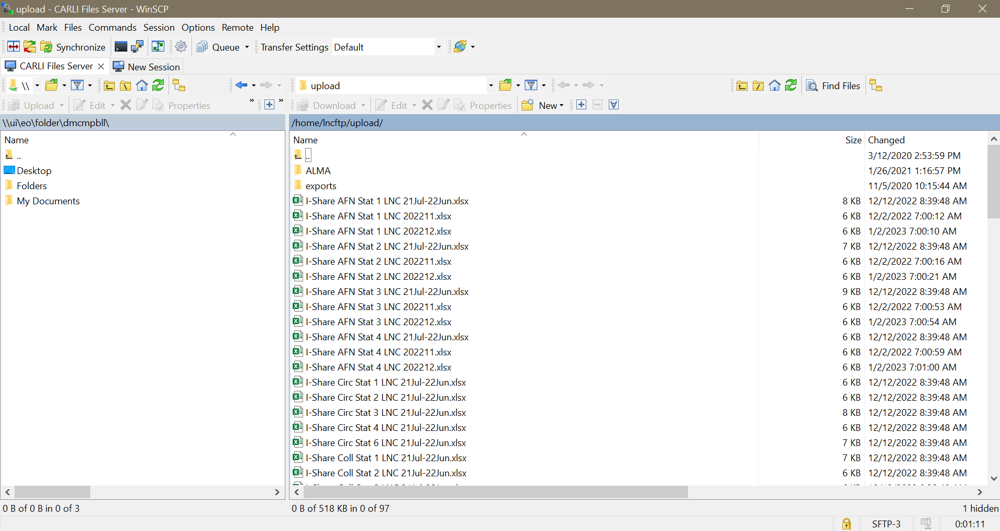 upload - CARLI Files Server - WinSCP
Local Mark Files Commands Session Options Remote Help
Synchronize Queue Transfer Settings Default
CARLI Files Server New Session
\\ upload Find Files
Upload Edit Properties » » Download Edit Properties New
\\ui\eo\folder\dmcmpbll\ /home/lncftp/upload/
Name Name Size Changed
.. .. 3/12/2020 2:53:59 PM
Desktop ALMA 1/26/2021 1:16:57 PM
Folders exports 11/5/2020 10:15:44 AM
My Documents I-Share AFN Stat 1 LNC 21Jul-22Jun.xlsx 8 KB 12/12/2022 8:39:48 AM
I-Share AFN Stat 1 LNC 202211.xlsx 6 KB 12/2/2022 7:00:12 AM
I-Share AFN Stat 1 LNC 202212.xlsx 6 KB 1/2/2023 7:00:10 AM
I-Share AFN Stat 2 LNC 21Jul-22Jun.xlsx 7 KB 12/12/2022 8:39:48 AM
I-Share AFN Stat 2 LNC 202211.xlsx 6 KB 12/2/2022 7:00:16 AM
I-Share AFN Stat 2 LNC 202212.xlsx 6 KB 1/2/2023 7:00:21 AM
I-Share AFN Stat 3 LNC 21Jul-22Jun.xlsx 9 KB 12/12/2022 8:39:48 AM
I-Share AFN Stat 3 LNC 202211.xlsx 6 KB 12/2/2022 7:00:53 AM
I-Share AFN Stat 3 LNC 202212.xlsx 6 KB 1/2/2023 7:00:54 AM
I-Share AFN Stat 4 LNC 21Jul-22Jun.xlsx 6 KB 12/12/2022 8:39:48 AM
I-Share AFN Stat 4 LNC 202211.xlsx 6 KB 12/2/2022 7:00:59 AM
I-Share AFN Stat 4 LNC 202212.xlsx 6 KB 1/2/2023 7:01:00 AM
I-Share Circ Stat 1 LNC 21Jul-22Jun.xlsx 6 KB 12/12/2022 8:39:48 AM
I-Share Circ Stat 2 LNC 21Jul-22Jun.xlsx 6 KB 12/12/2022 8:39:48 AM
I-Share Circ Stat 3 LNC 21Jul-22Jun.xlsx 8 KB 12/12/2022 8:39:48 AM
I-Share Circ Stat 4 LNC 21Jul-22Jun.xlsx 6 KB 12/12/2022 8:39:48 AM
I-Share Circ Stat 6 LNC 21Jul-22Jun.xlsx 7 KB 12/12/2022 8:39:48 AM
I-Share Coll Stat 1 LNC 21Jul-22Jun.xlsx 7 KB 12/12/2022 8:39:48 AM
I-Share Coll Stat 2 LNC 21Jul-22Jun.xlsx 6 KB 12/12/2022 8:39:48 AM
0 B of 0 B in 0 of 3 0 B of 518 KB in 0 of 97 1 hidden
SFTP-3 0:01:11